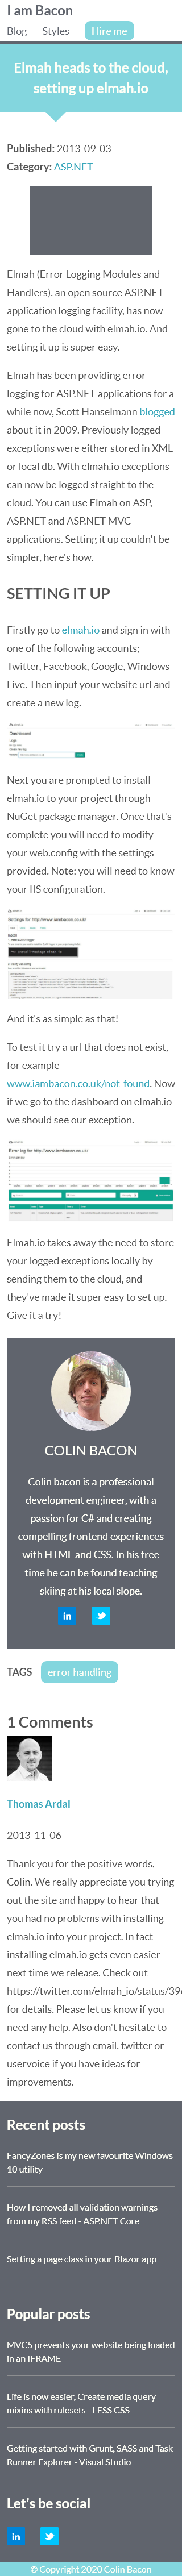 I am Bacon
Blog Styles Hire me
Elmah heads to the cloud,
setting up elmah.io
Published: 2013-09-03
Category: ASP.NET
Elmah (Error Logging Modules and
Handlers), an open source ASP.NET
application logging facility, has now
gone to the cloud with elmah.io. And
setting it up is super easy.
Elmah has been providing error
logging for ASP.NET applications for a
while now, Scott Hanselmann blogged
about it in 2009. Previously logged
exceptions were either stored in XML
or local db. With elmah.io exceptions
can now be logged straight to the
cloud. You can use Elmah on ASP,
ASP.NET and ASP.NET MVC
applications. Setting it up couldn't be
simpler, here's how.
SETTING IT UP
Firstly go to elmah.io and sign in with
one of the following accounts;
Twitter, Facebook, Google, Windows
Live. Then input your website url and
create a new log.
Dashboard
Next you are prompted to install
elmah.io to your project through
NuGet package manager. Once that's
complete you will need to modify
your web.config with the settings
provided. Note: you will need to know
your IIS configuration.
Settings for http://www.iambacon.co.uk/
And it's as simple as that!
To test it try a url that does not exist,
for example
www.iambacon.co.uk/not-found. Now
if we go to the dashboard on elmah.io
we should see our exception.
Error log for http://www.iambacon.co.uk/
Elmah.io takes away the need to store
your logged exceptions locally by
sending them to the cloud, and
they've made it super easy to set up.
Give it a try!
COLIN BACON
Colin bacon is a professional
development engineer, with a
passion for C# and creating
compelling frontend experiences
with HTML and CSS. In his free
time he can be found teaching
skiing at his local slope.
TAGS error handling
1 Comments
Thomas Ardal
2013-11-06
Thank you for the positive words,
Colin. We really appreciate you trying
out the site and happy to hear that
you had no problems with installing
elmah.io into your project. In fact
installing elmah.io gets even easier
next time we release. Check out
https://twitter.com/elmah_io/status/39
for details. Please let us know if you
need any help. Also don't hesitate to
contact us through email, twitter or
uservoice if you have ideas for
improvements.
Recent posts
FancyZones is my new favourite Windows
10 utility
How I removed all validation warnings
from my RSS feed - ASP.NET Core
Setting a page class in your Blazor app
Popular posts
MVC5 prevents your website being loaded
in an IFRAME
Life is now easier, Create media query
mixins with rulesets - LESS CSS
Getting started with Grunt, SASS and Task
Runner Explorer - Visual Studio
Let's be social
© Copyright 2020 Colin Bacon